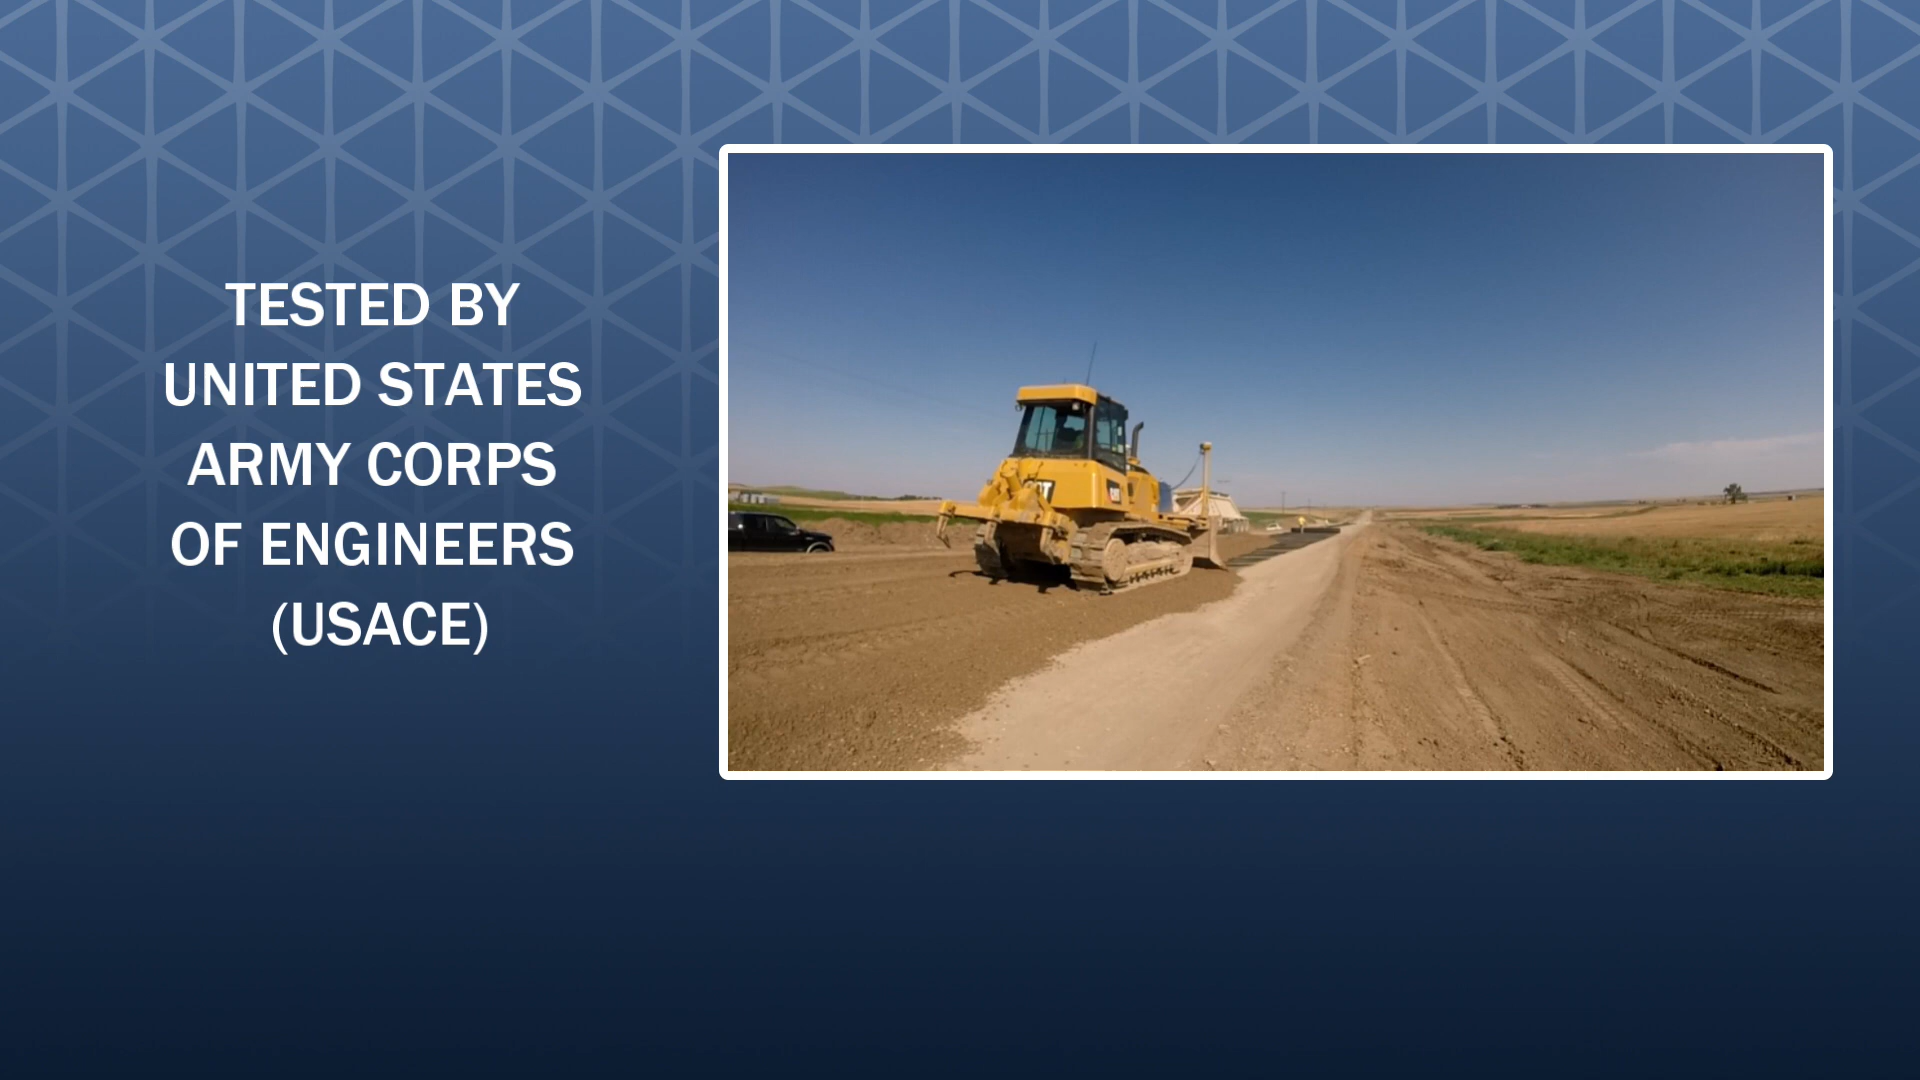 TESTED BY
UNITED STATES
ARMY CORPS
OF ENGINEERS
(USACE)